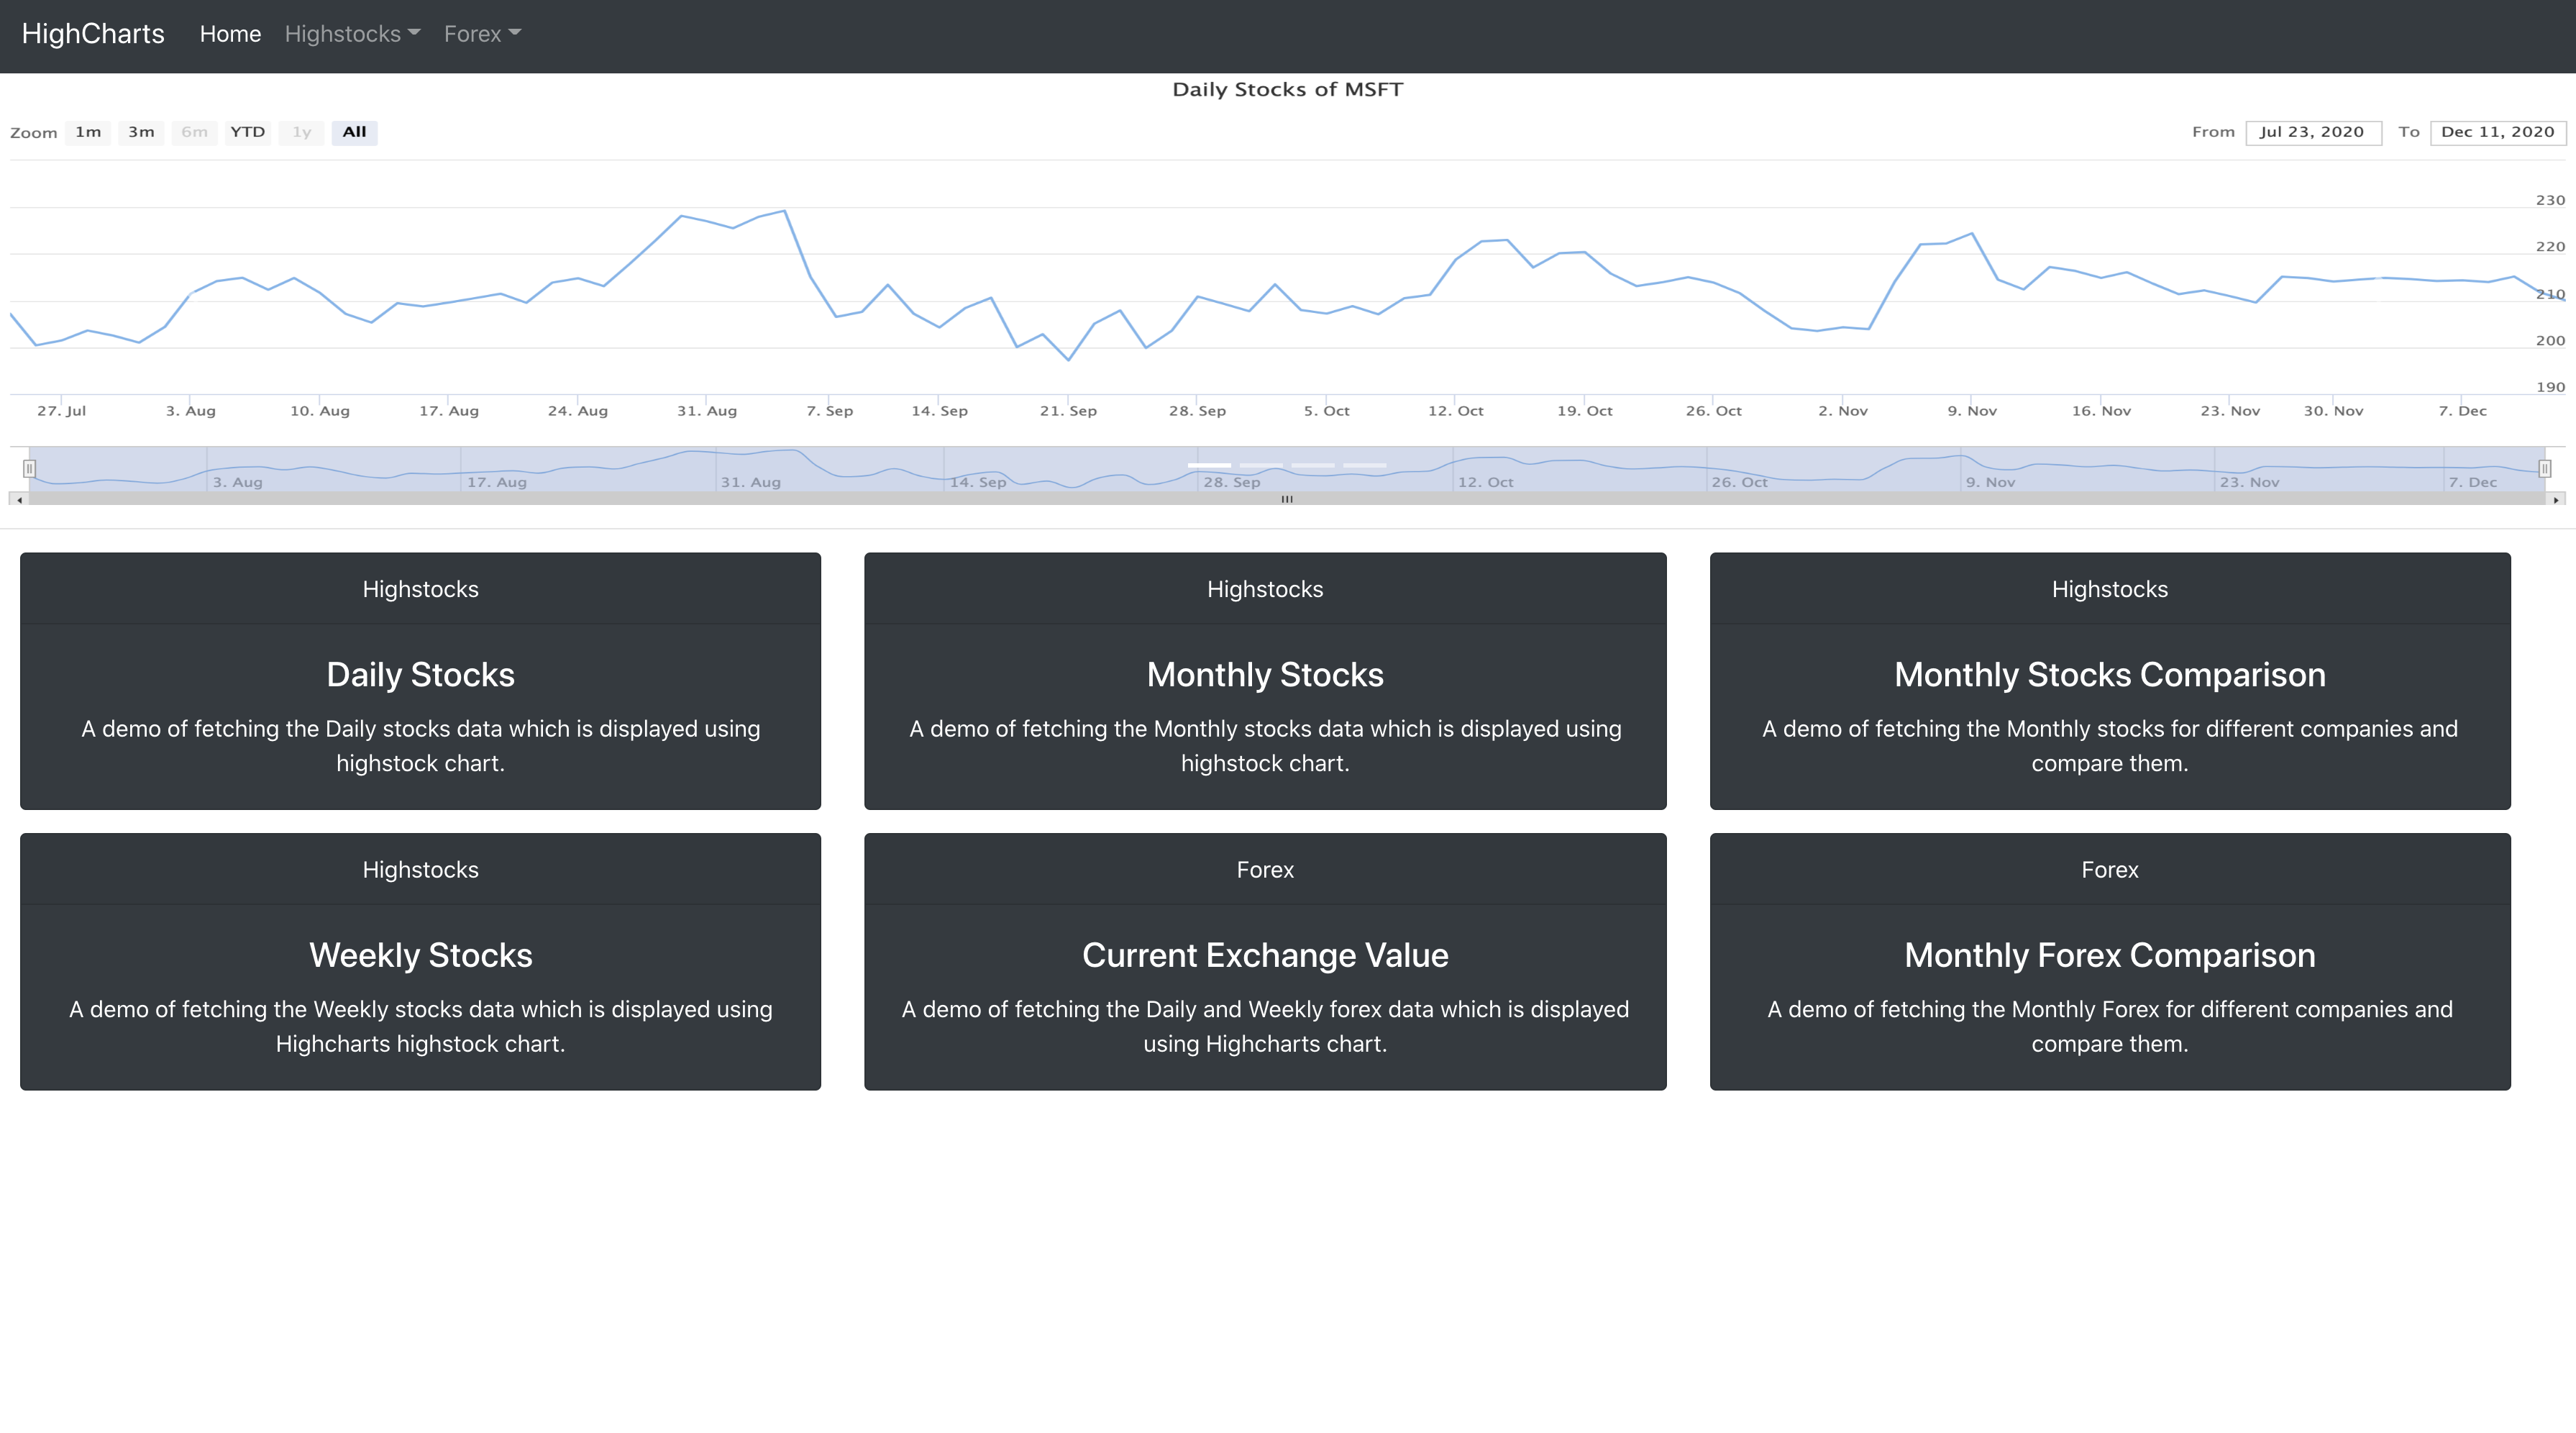 HighCharts Home Highstocks Forex
Daily Stocks of MSFT
Zoom 1m 3m 6m YTD 1y All From Jul 23, 2020 To Dec 11, 2020
230
220
210
200
190
27. Jul 3. Aug 10. Aug 17. Aug 24. Aug 31. Aug 7. Sep 14. Sep 21. Sep 28. Sep 5. Oct 12. Oct 19. Oct 26. Oct 2. Nov 9. Nov 16. Nov 23. Nov 30. Nov 7. Dec
3. Aug 17. Aug 31. Aug 14. Sep 28. Sep 12. Oct 26. Oct 9. Nov 23. Nov 7. Dec
Highstocks
Daily Stocks
A demo of fetching the Daily stocks data which is displayed using
highstock chart.
Highstocks
Monthly Stocks
A demo of fetching the Monthly stocks data which is displayed using
highstock chart.
Highstocks
Monthly Stocks Comparison
A demo of fetching the Monthly stocks for different companies and
compare them.
Highstocks
Weekly Stocks
A demo of fetching the Weekly stocks data which is displayed using
Highcharts highstock chart.
Forex
Current Exchange Value
A demo of fetching the Daily and Weekly forex data which is displayed
using Highcharts chart.
Forex
Monthly Forex Comparison
A demo of fetching the Monthly Forex for different companies and
compare them.